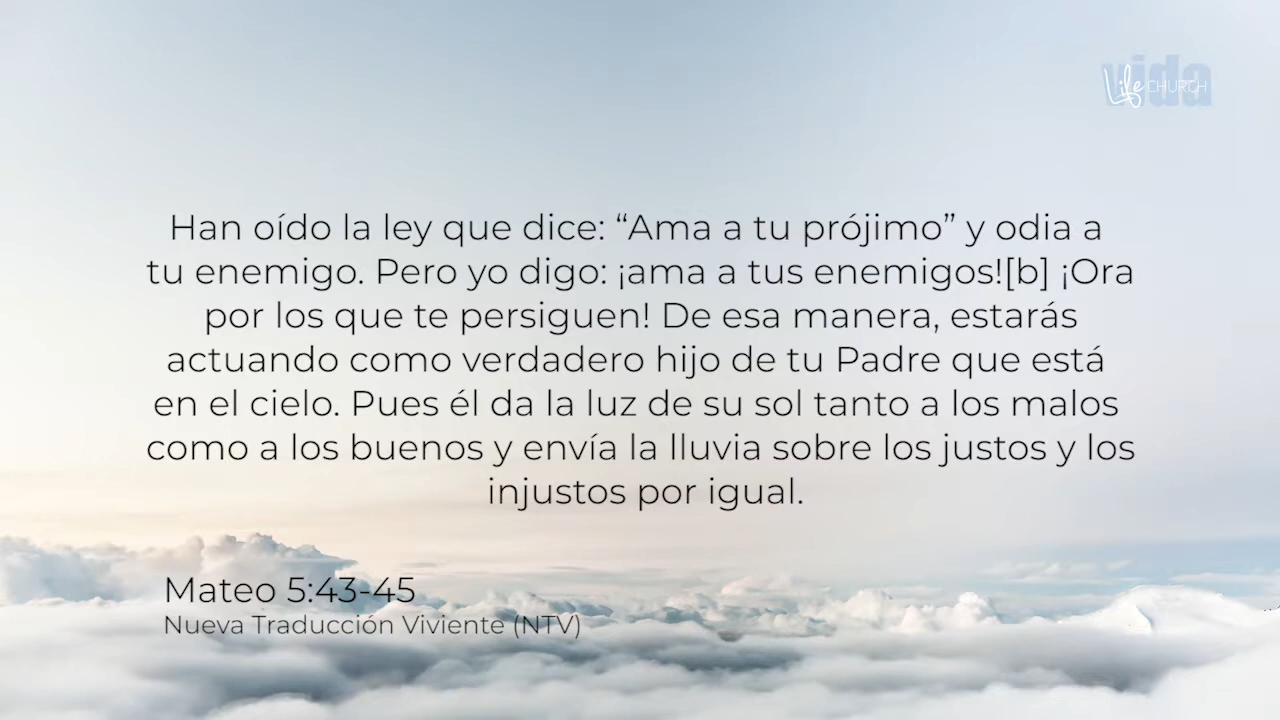 vida
Life CHURCH
Han oído la ley que dice: “Ama a tu prójimo” y odia a
tu enemigo. Pero yo digo: ¡ama a tus enemigos![b] ¡Ora
por los que te persiguen! De esa manera, estarás
actuando como verdadero hijo de tu Padre que está
en el cielo. Pues él da la luz de su sol tanto a los malos
como a los buenos y envía la lluvia sobre los justos y los
injustos por igual.
Mateo 5:43-45
Nueva Traducción Viviente (NTV)